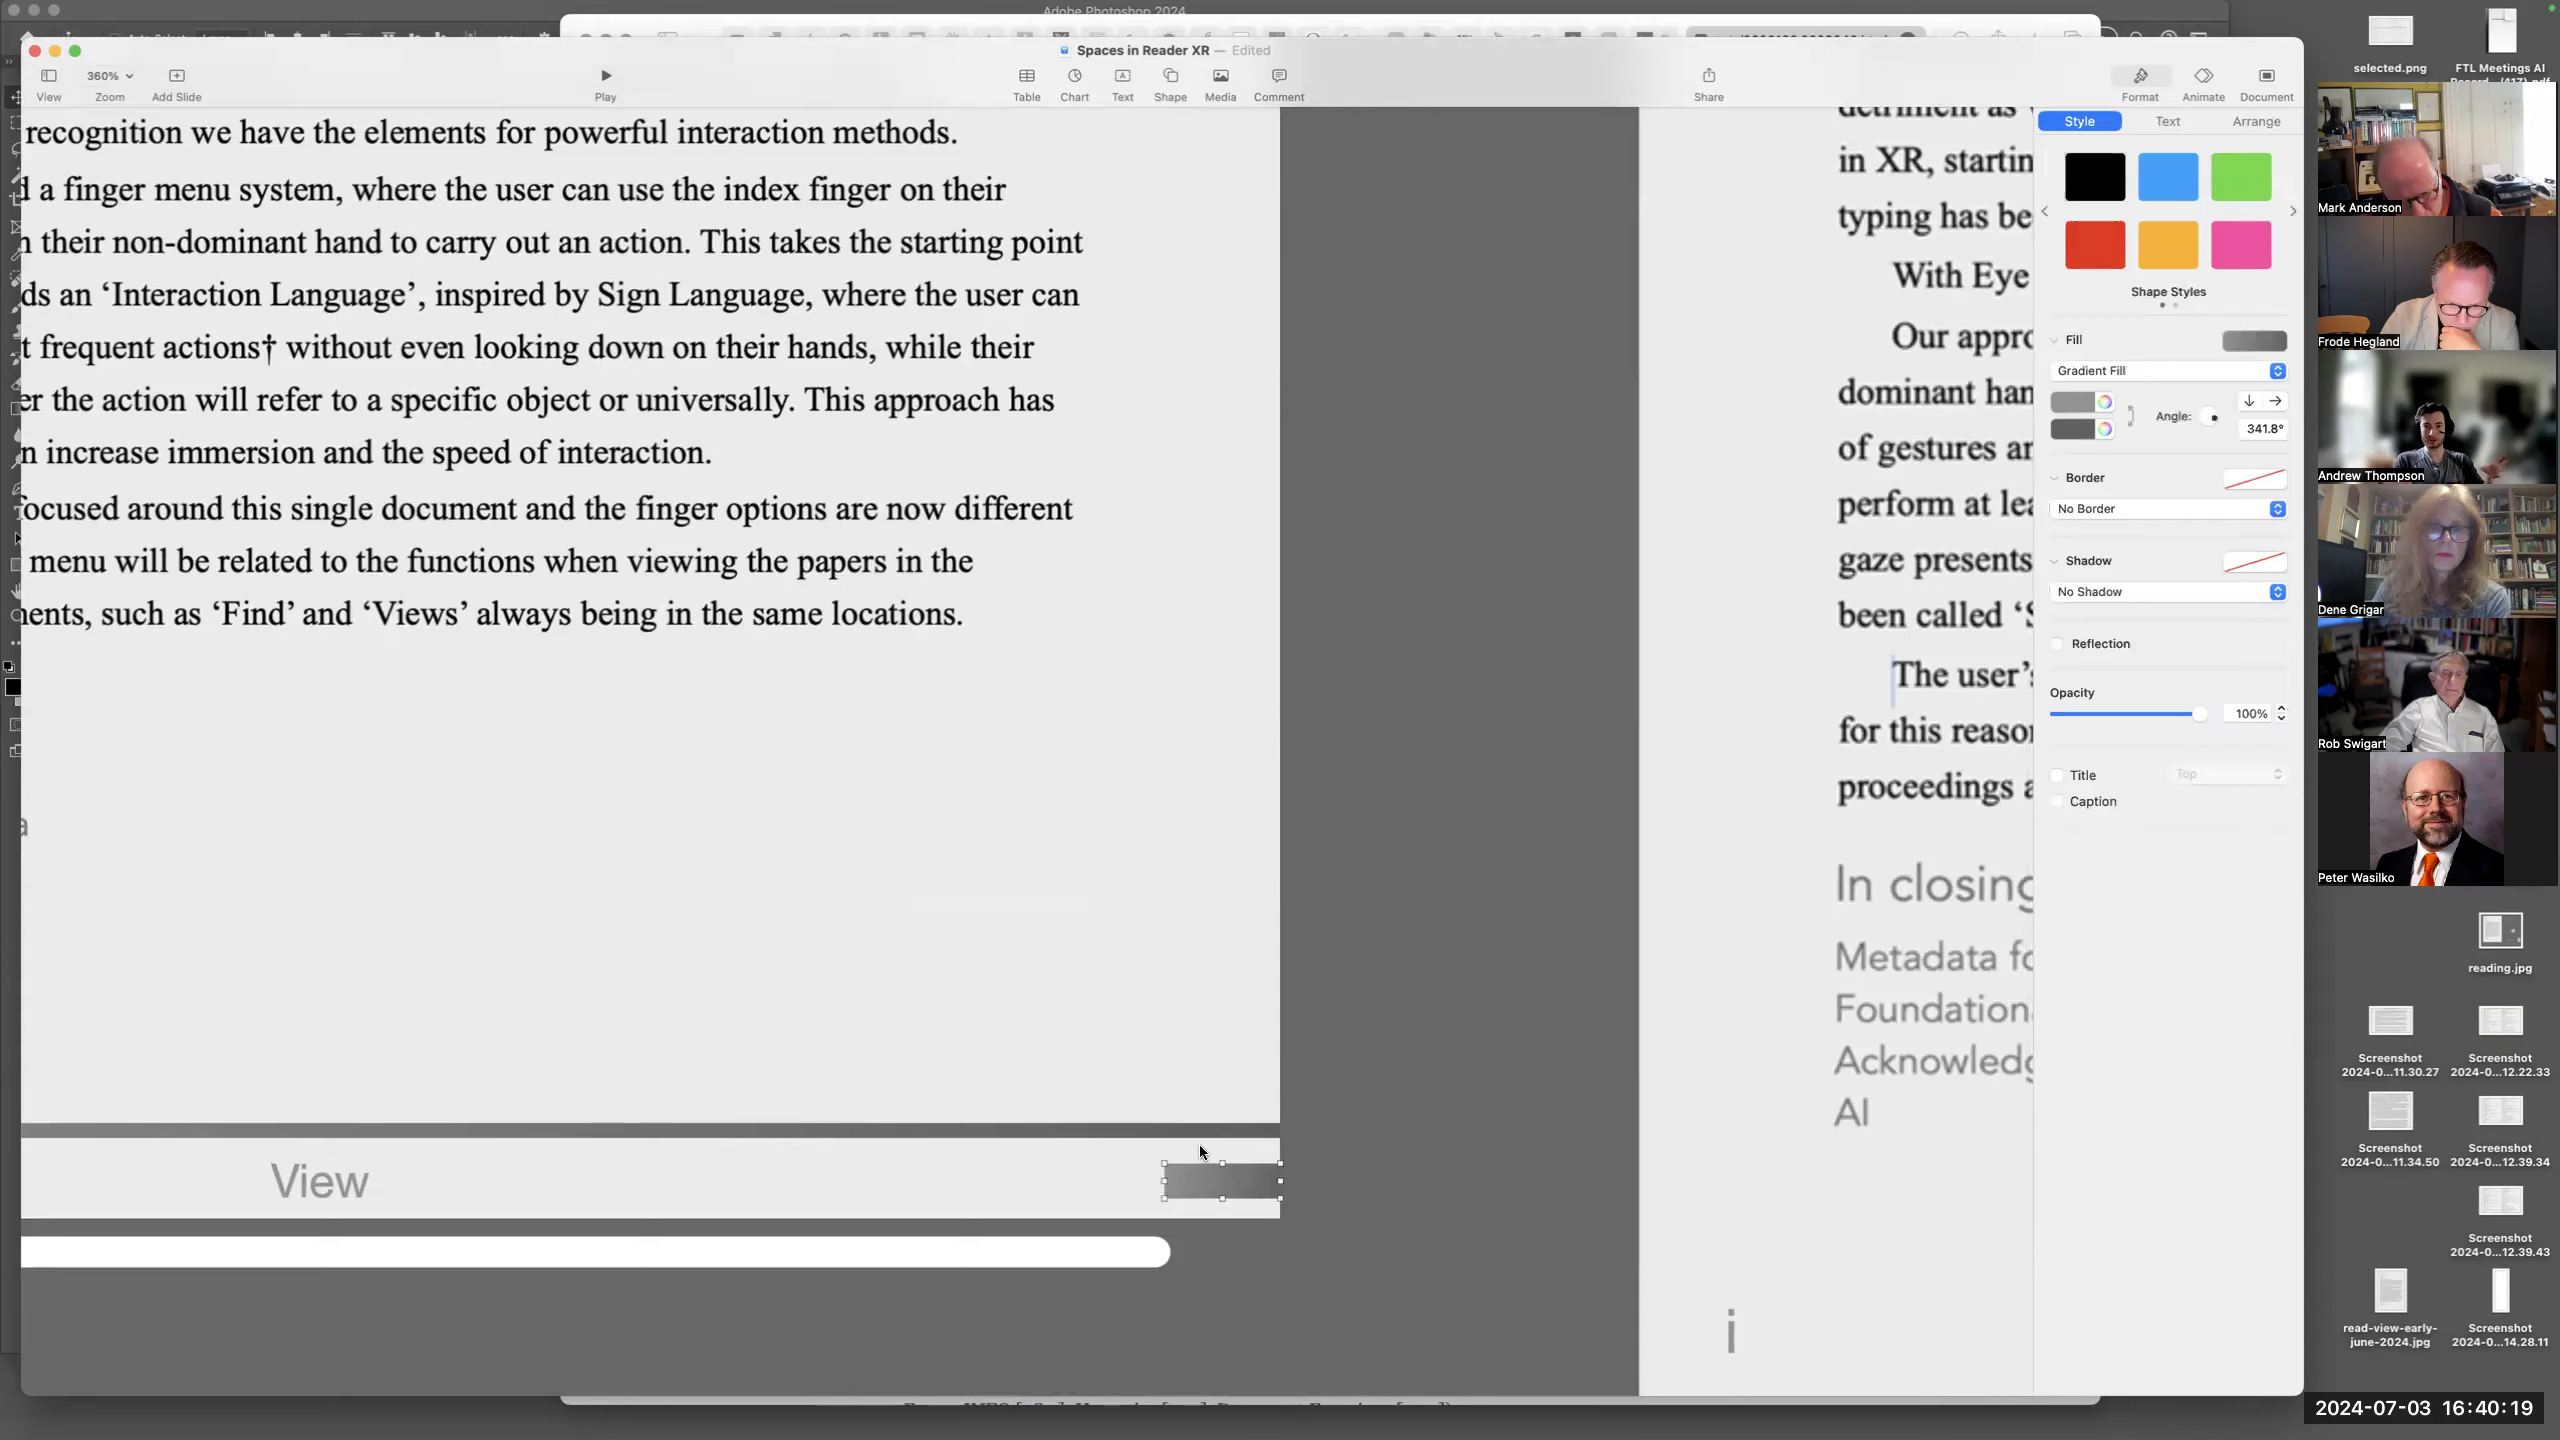 Adobe Photoshop 2024
Spaces in Reader XR — Edited
View
360%
Zoom
Add Slide
Play
Table
Chart
Text
Shape
Media
Comment
Share
Format
Animate
Document
recognition we have the elements for powerful interaction methods.
a finger menu system, where the user can use the index finger on their
their non-dominant hand to carry out an action. This takes the starting point
ds an ‘Interaction Language’, inspired by Sign Language, where the user can
t frequent actions† without even looking down on their hands, while their
er the action will refer to a specific object or universally. This approach has
n increase immersion and the speed of interaction.
focused around this single document and the finger options are now different
menu will be related to the functions when viewing the papers in the
ents, such as ‘Find’ and ‘Views’ always being in the same locations.
a
View
detriment as
in XR, startin
typing has be
With Eye
Our appro
dominant han
of gestures an
perform at lea
gaze presents
been called ‘S
The user’s
for this reason
proceedings a
In closing
Metadata fo
Foundation
Acknowledg
AI
i
Style
Text
Arrange
Shape Styles
Fill
Gradient Fill
Angle:
341.8°
Border
No Border
Shadow
No Shadow
Reflection
Opacity
100%
Title
Top
Caption
selected.png
FTL Meetings AI
Mark Anderson
Frode Hegland
Andrew Thompson
Dene Grigar
Rob Swigart
Peter Wasilko
reading.jpg
Screenshot
2024-0...11.30.27
Screenshot
2024-0...12.22.33
Screenshot
2024-0...11.34.50
Screenshot
2024-0...12.39.34
Screenshot
2024-0...12.39.43
read-view-early-
june-2024.jpg
Screenshot
2024-0...14.28.11
2024-07-03 16:40:19